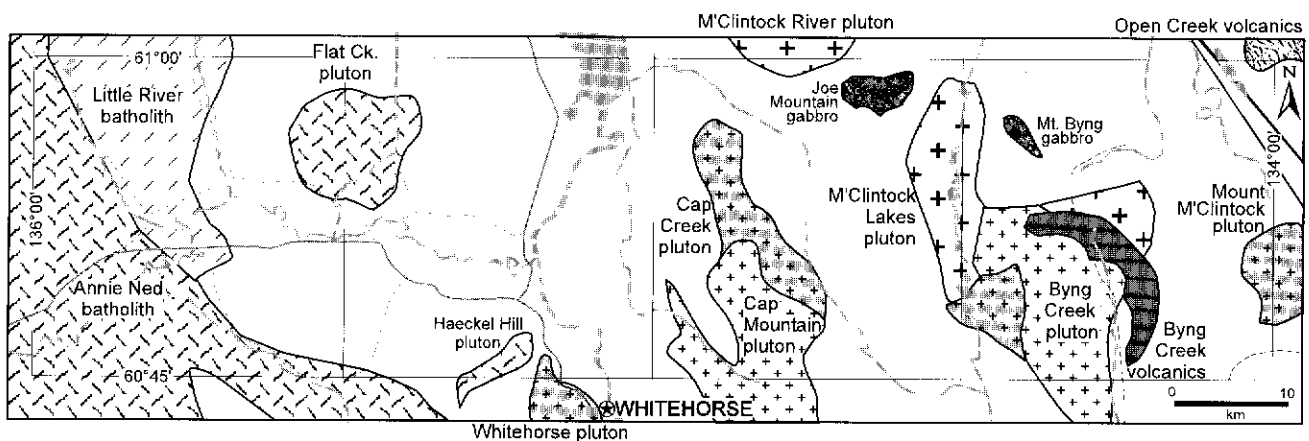 M'Clintock River pluton
Open Creek volcanics
61°00'
Flat Ck.
pluton
Little River
batholith
Joe
Mountain
gabbro
N
Mt. Byng
gabbro
134°00'
136°00'
Cap
Creek
pluton
M'Clintock
Lakes
pluton
Mount
M'Clintock
pluton
Annie Ned
batholith
Haeckel Hill
pluton
Cap
Mountain
pluton
Byng
Creek
pluton
Byng
Creek
volcanics
60°45'
0
10
km
WHITEHORSE
Whitehorse pluton